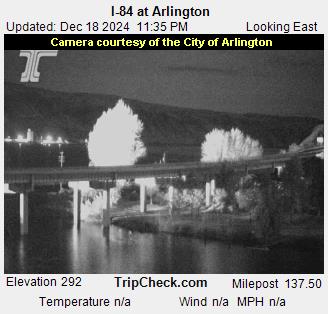 I-84 at Arlington
Updated: Dec 18 2024 11:35 PM Looking East
Camera courtesy of the City of Arlington
Elevation 292 TripCheck.com Milepost 137.50
Temperature n/a Wind n/a MPH n/a